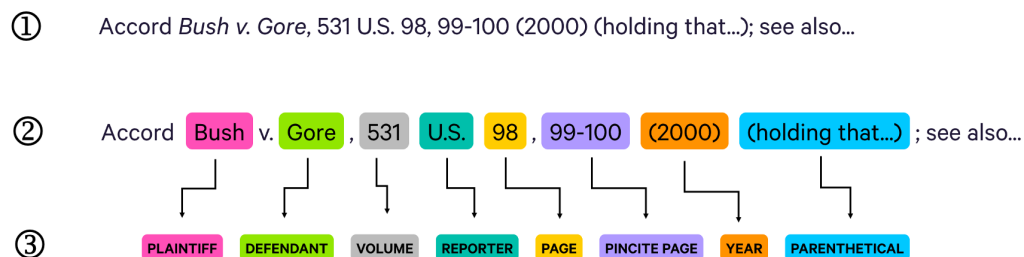 ① Accord Bush v. Gore, 531 U.S. 98, 99-100 (2000) (holding that...); see also...
② Accord Bush v. Gore , 531 U.S. 98 , 99-100 (2000) (holding that...) ; see also...
③ PLAINTIFF DEFENDANT VOLUME REPORTER PAGE PINCITE PAGE YEAR PARENTHETICAL